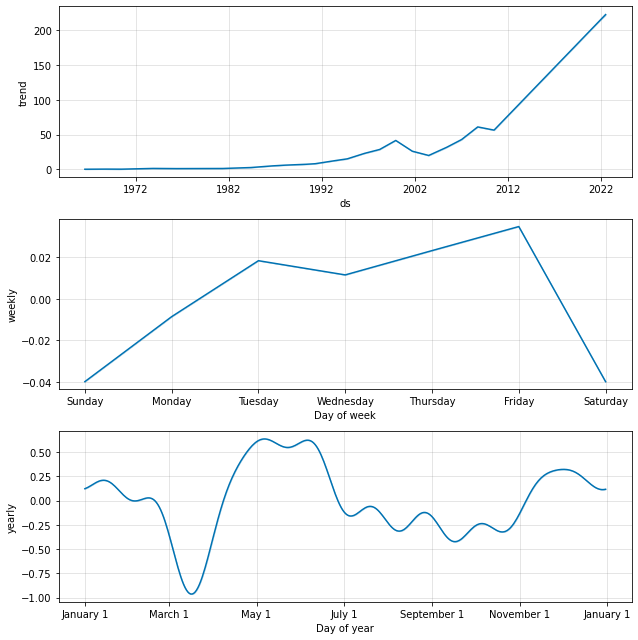 200
150
100
50
0
trend
1972 1982 1992 2002 2012 2022
ds
0.02
0.00
−0.02
−0.04
weekly
Sunday Monday Tuesday Wednesday Thursday Friday Saturday
Day of week
0.50
0.25
0.00
−0.25
−0.50
−0.75
−1.00
yearly
January 1 March 1 May 1 July 1 September 1 November 1 January 1
Day of year